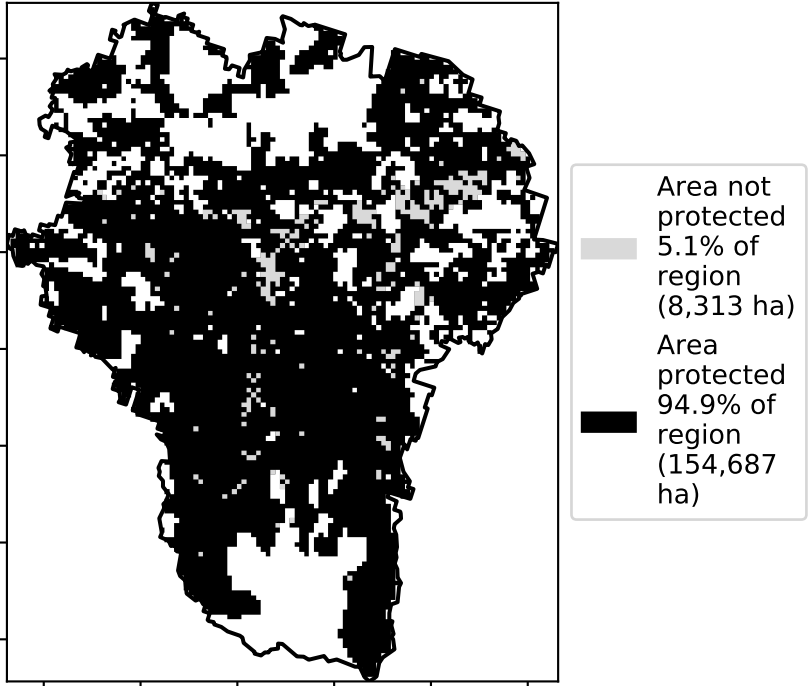 Area not
protected
5.1% of
region
(8,313 ha)
Area
protected
94.9% of
region
(154,687
ha)